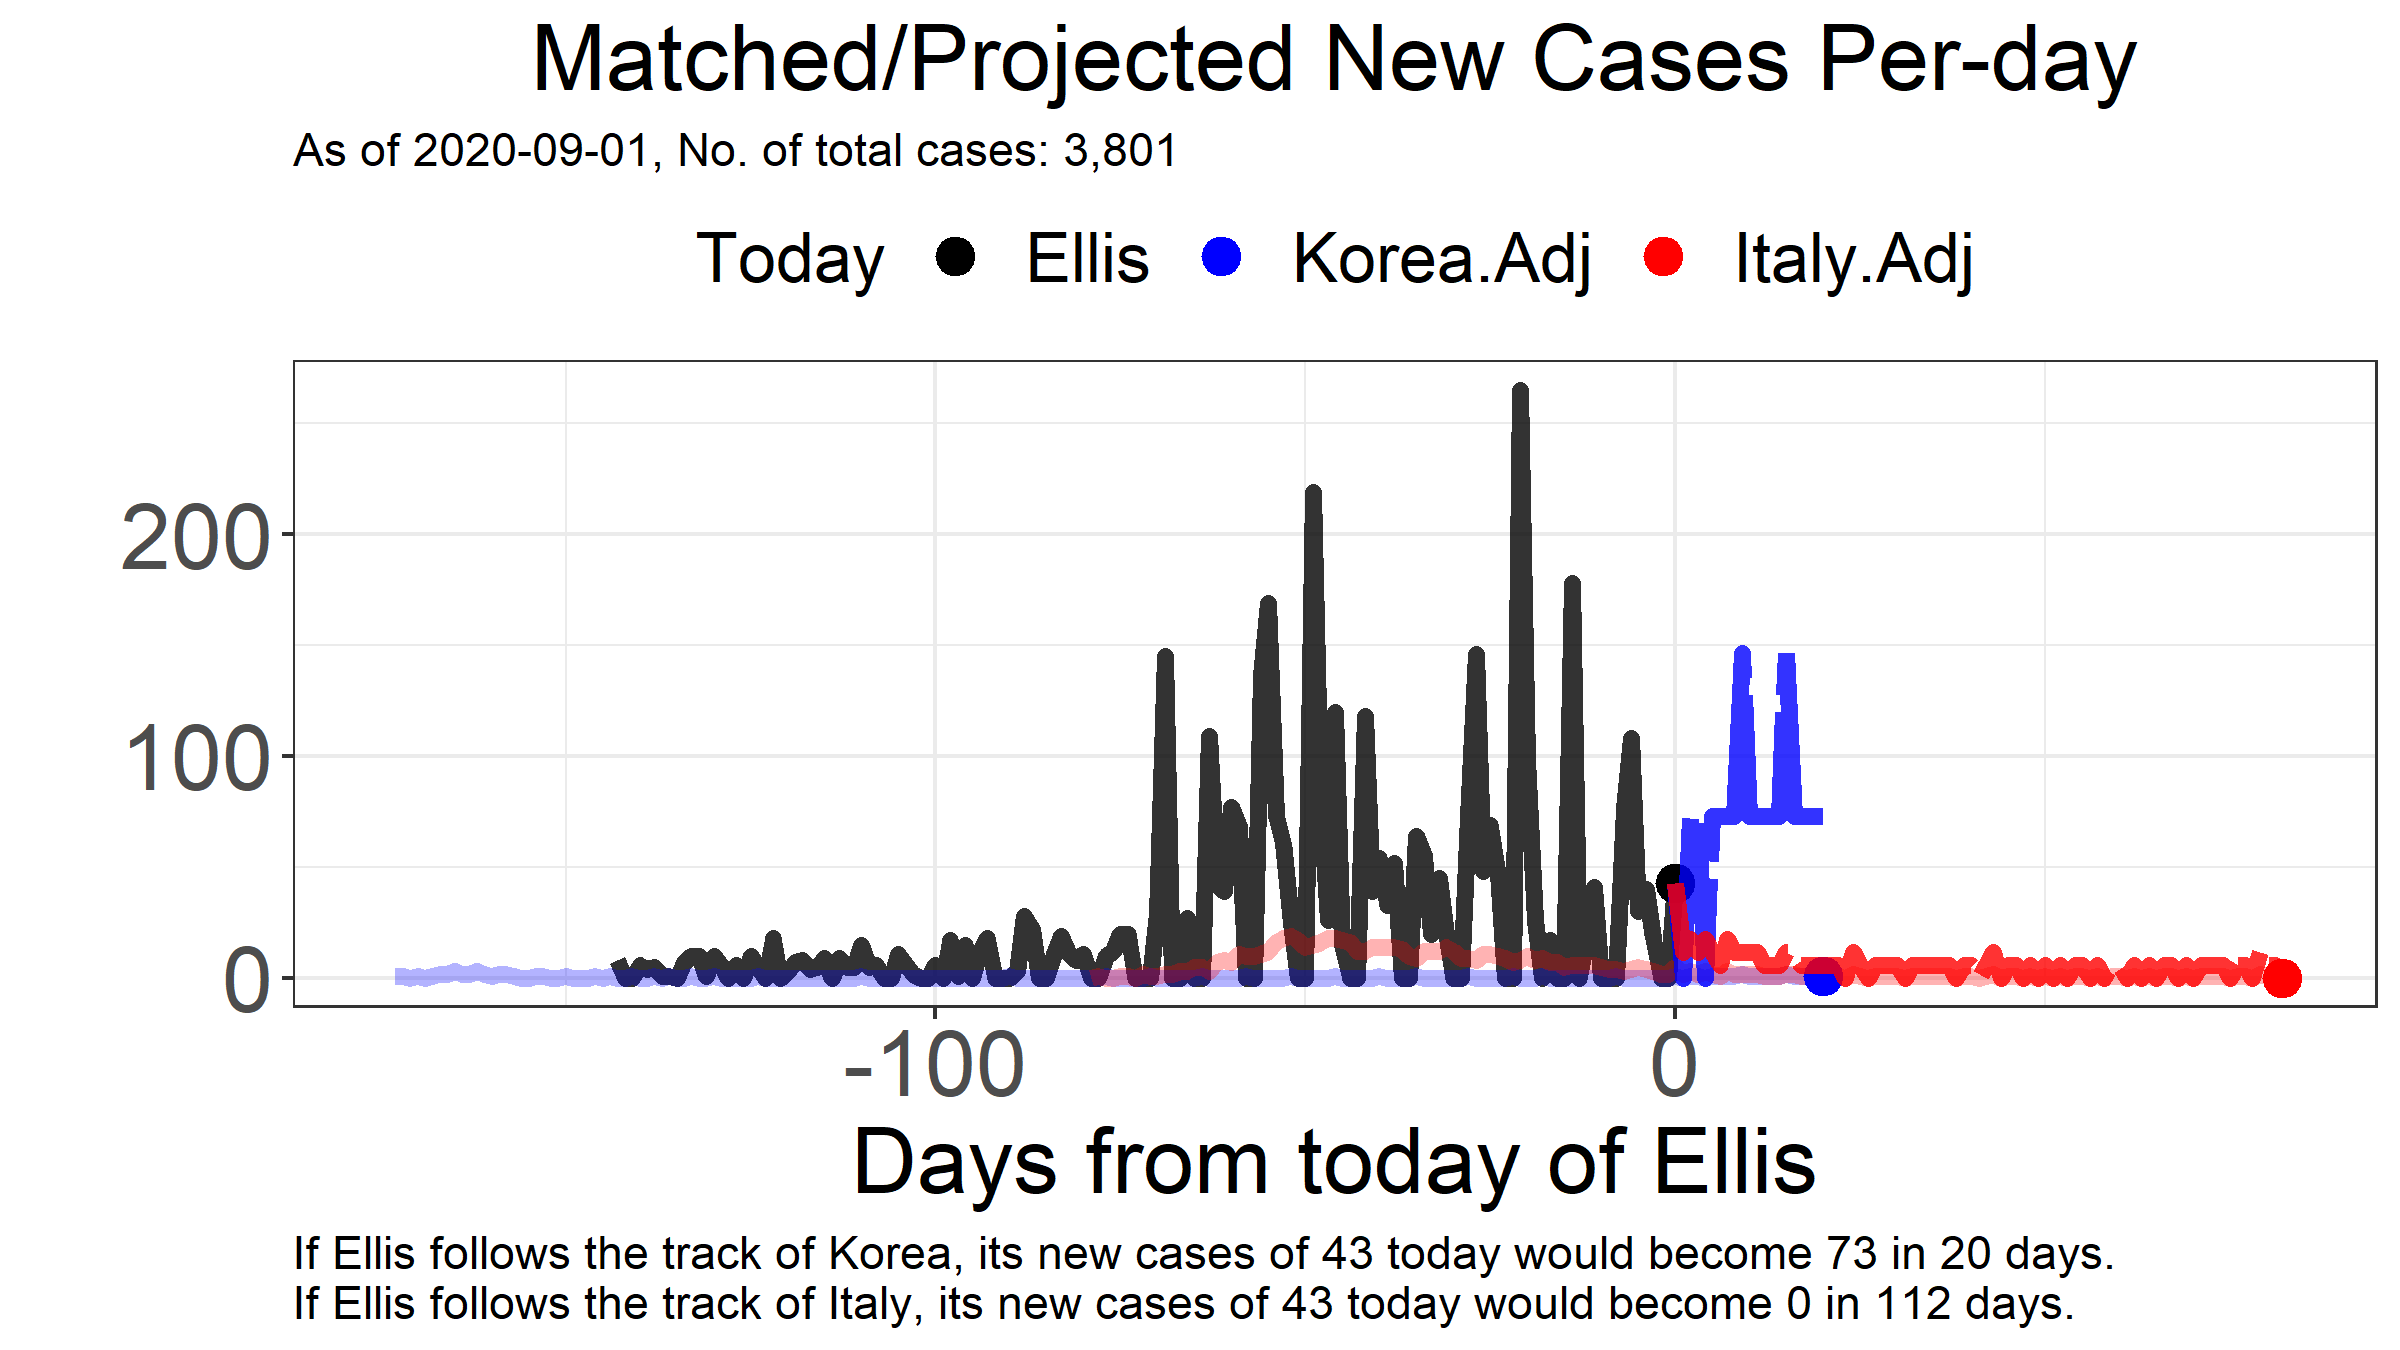 Matched/Projected New Cases Per-day
As of 2020-09-01, No. of total cases: 3,801
Today Ellis Korea.Adj Italy.Adj
200
100
0
-100 0
Days from today of Ellis
If Ellis follows the track of Korea, its new cases of 43 today would become 73 in 20 days.
If Ellis follows the track of Italy, its new cases of 43 today would become 0 in 112 days.